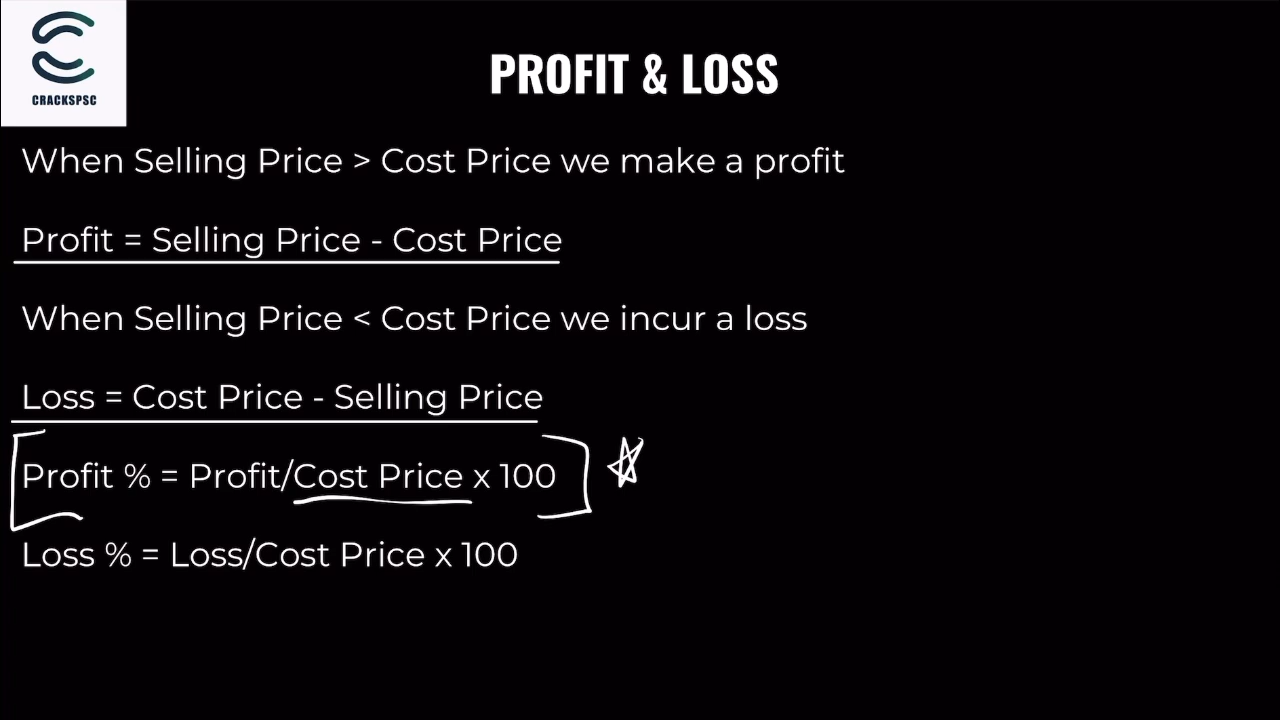 CRACKSPSC
PROFIT & LOSS
When Selling Price > Cost Price we make a profit
Profit = Selling Price - Cost Price
When Selling Price < Cost Price we incur a loss
Loss = Cost Price - Selling Price
Profit % = Profit/Cost Price x 100
Loss % = Loss/Cost Price x 100